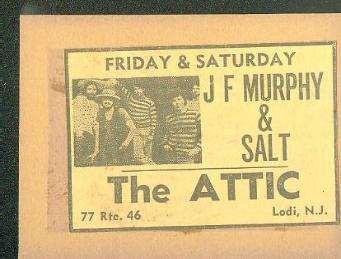 FRIDAY & SATURDAY
J F MURPHY
&
SALT
The ATTIC
77 Rte. 46 Lodi, N.J.